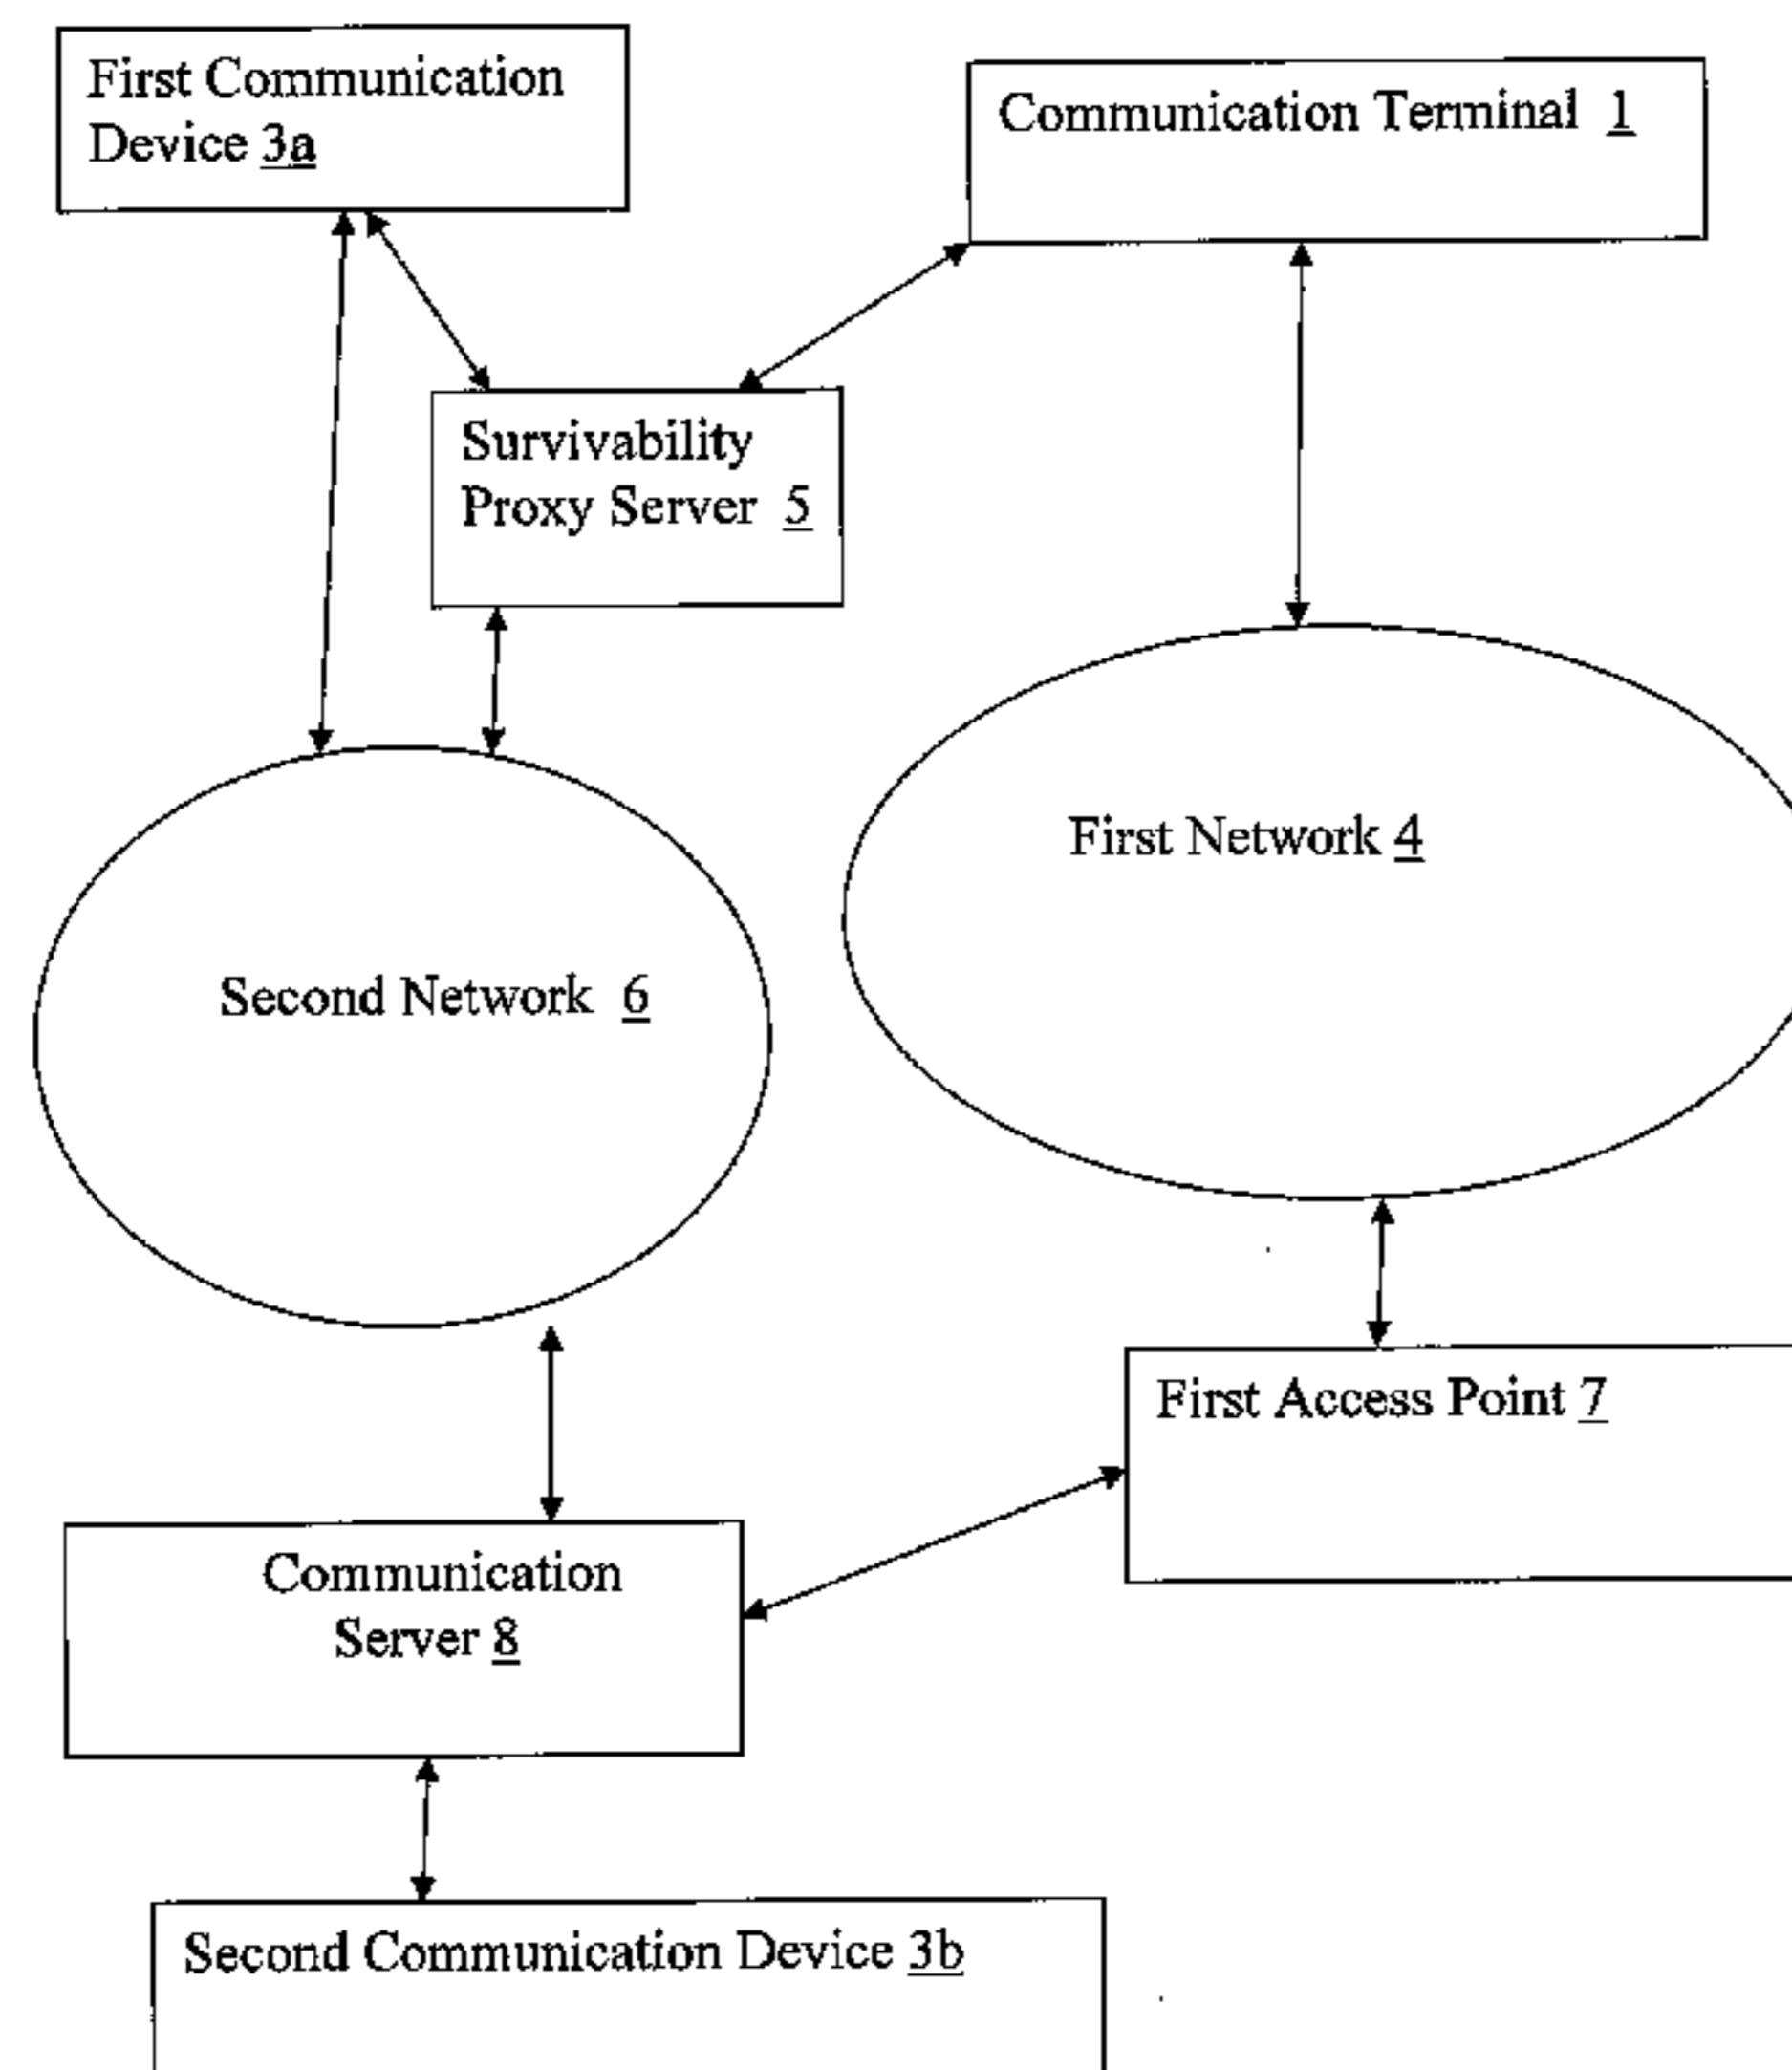 First Communication
Device 3a
Communication Terminal 1
Survivability
Proxy Server 5
First Network 4
Second Network 6
First Access Point 7
Communication
Server 8
Second Communication Device 3b